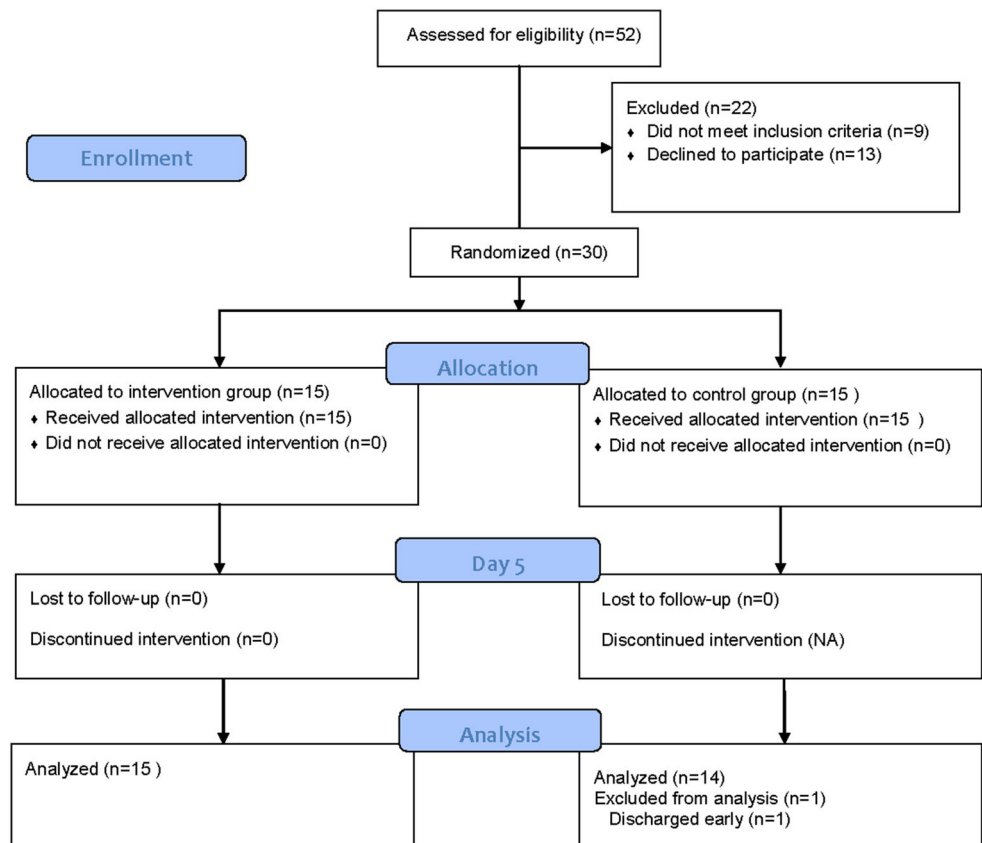 Assessed for eligibility (n=52)
Excluded (n=22)
♦ Did not meet inclusion criteria (n=9)
♦ Declined to participate (n=13)
Enrollment
Randomized (n=30)
Allocation
Allocated to intervention group (n=15)
♦ Received allocated intervention (n=15)
♦ Did not receive allocated intervention (n=0)
Allocated to control group (n=15 )
♦ Received allocated intervention (n=15 )
♦ Did not receive allocated intervention (n=0)
Day 5
Lost to follow-up (n=0)
Discontinued intervention (n=0)
Lost to follow-up (n=0)
Discontinued intervention (NA)
Analysis
Analyzed (n=15 )
Analyzed (n=14)
Excluded from analysis (n=1)
Discharged early (n=1)